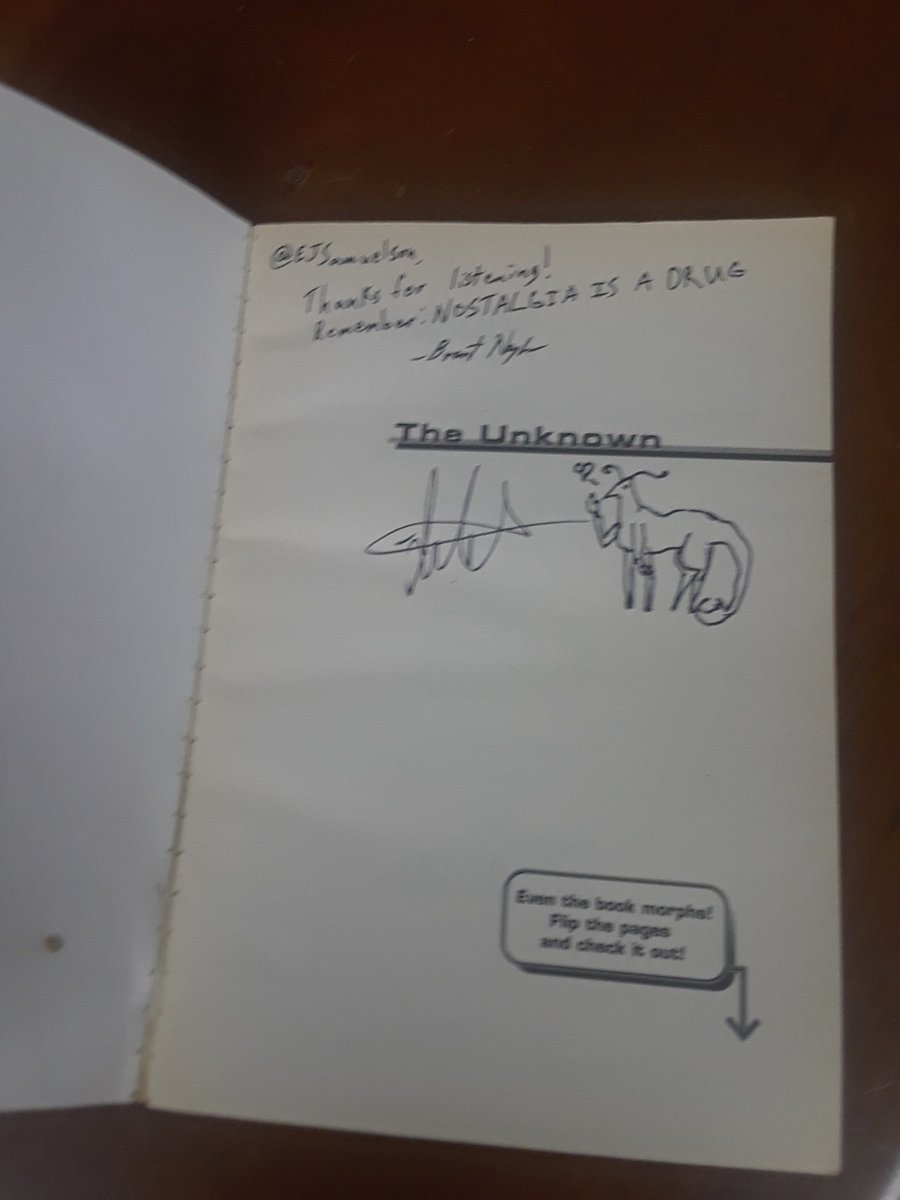 @EJSamuelson,
Thanks for listening!
Remember: NOSTALGIA IS A DRUG
-Brent
The Unknown
Even the book morphs!
Flip the pages
and check it out!